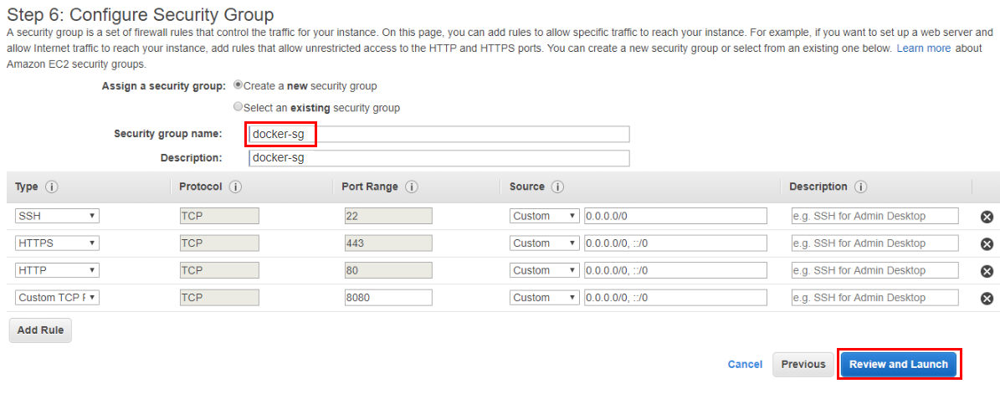 Step 6: Configure Security Group
A security group is a set of firewall rules that control the traffic for your instance. On this page, you can add rules to allow specific traffic to reach your instance. For example, if you want to set up a web server and
allow Internet traffic to reach your instance, add rules that allow unrestricted access to the HTTP and HTTPS ports. You can create a new security group or select from an existing one below. Learn more about
Amazon EC2 security groups.
Assign a security group: Create a new security group
Select an existing security group
Security group name: docker-sg
Description: docker-sg
Type i Protocol i Port Range i Source i Description i
SSH TCP 22 Custom 0.0.0.0/0 e.g. SSH for Admin Desktop
HTTPS TCP 443 Custom 0.0.0.0/0, ::/0 e.g. SSH for Admin Desktop
HTTP TCP 80 Custom 0.0.0.0/0, ::/0 e.g. SSH for Admin Desktop
Custom TCP TCP 8080 Custom 0.0.0.0/0, ::/0 e.g. SSH for Admin Desktop
Add Rule
Cancel Previous Review and Launch